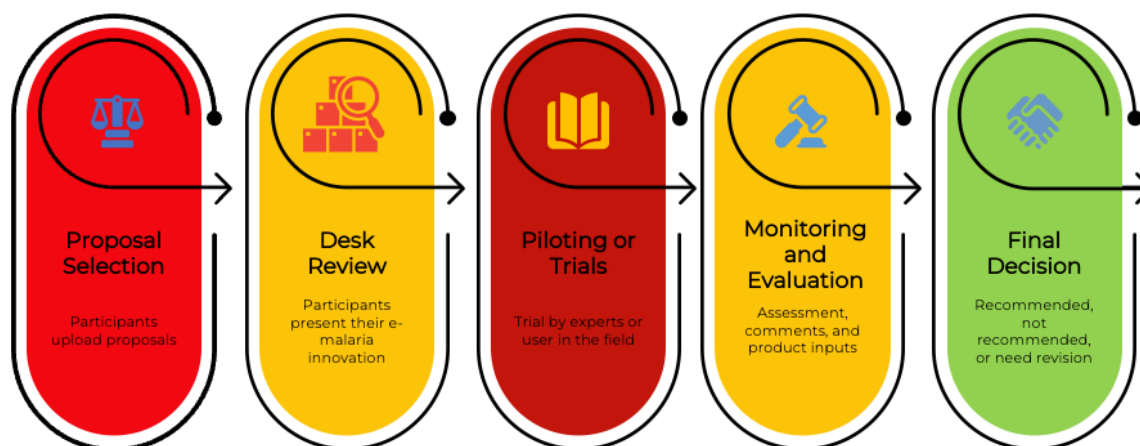 Proposal
Selection
Participants
upload proposals
Desk
Review
Participants
present their e-
malaria
innovation
Piloting or
Trials
Trial by experts or
user in the field
Monitoring
and
Evaluation
Assessment,
comments, and
product inputs
Final
Decision
Recommended,
not
recommended,
or need revision